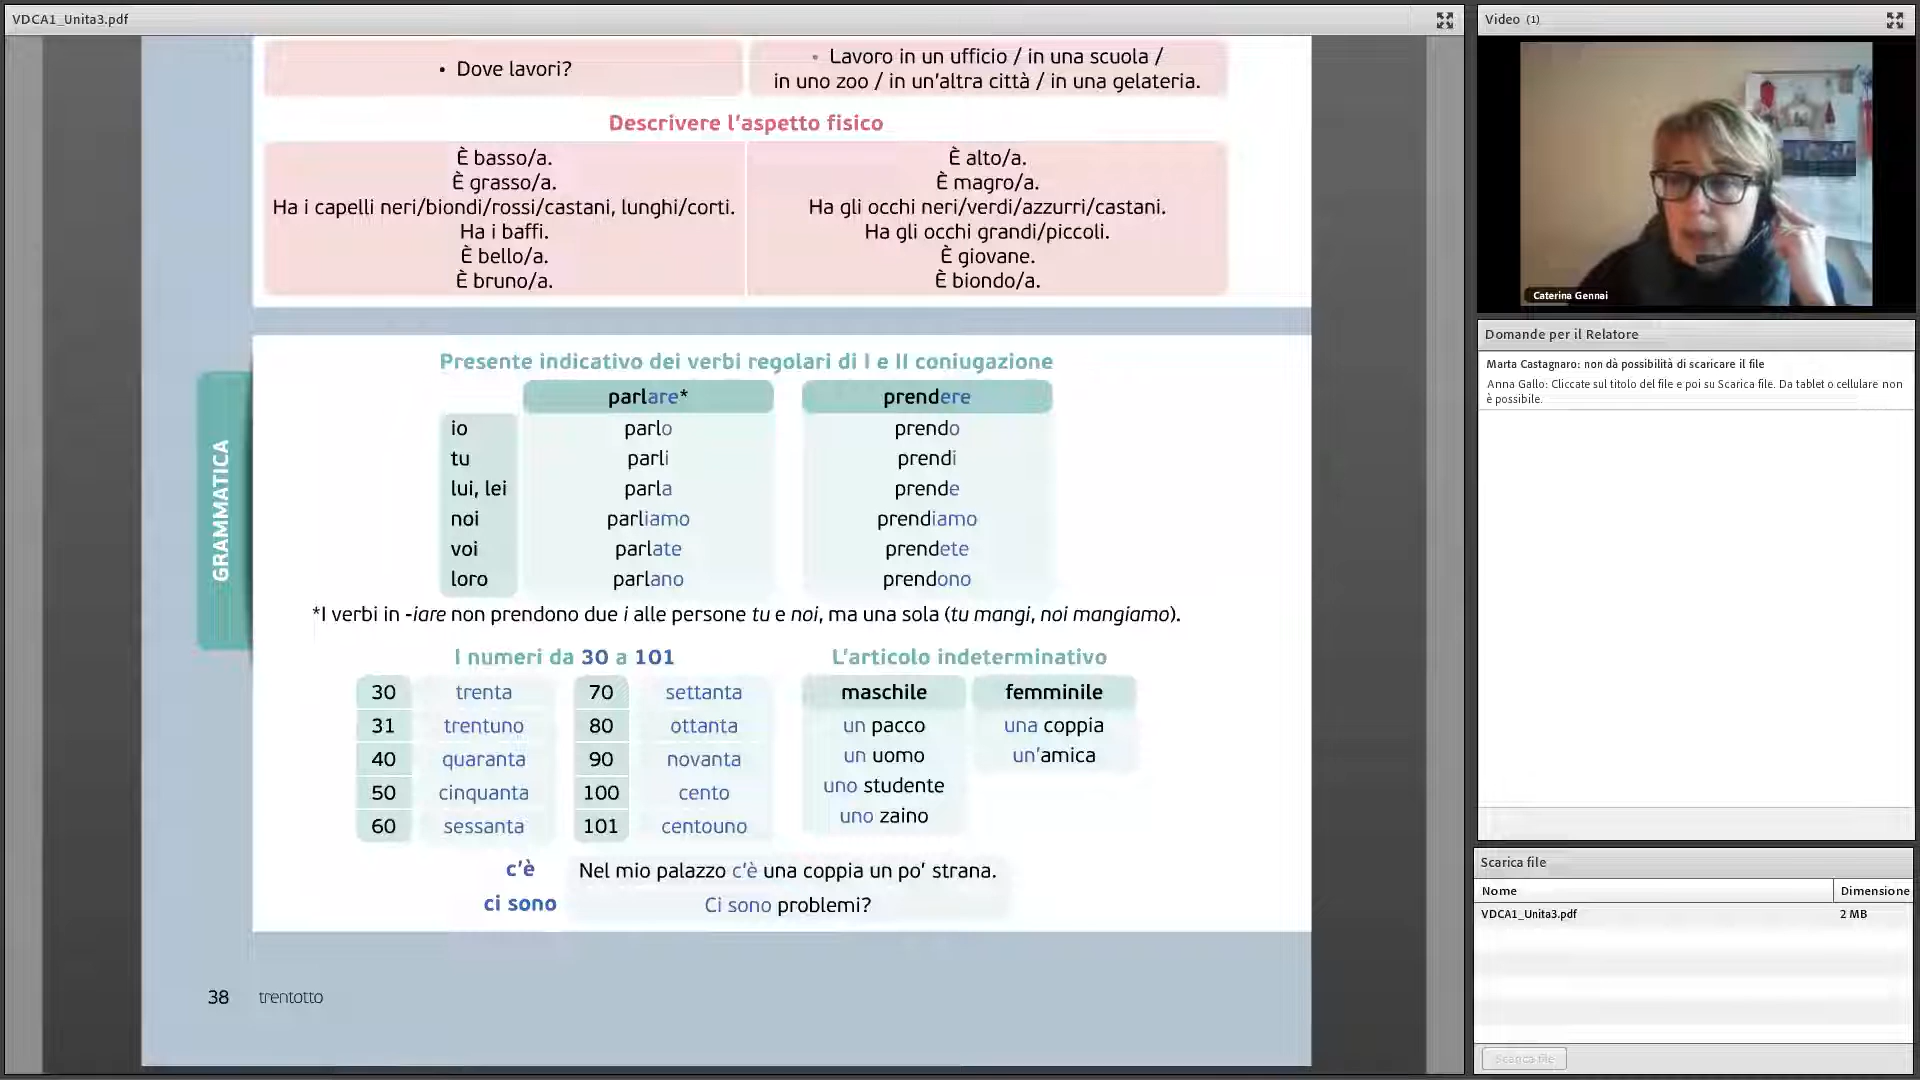 VDCA1_Unita3.pdf
• Dove lavori?
• Lavoro in un ufficio / in una scuola /
in uno zoo / in un'altra città / in una gelateria.
Descrivere l'aspetto fisico
È basso/a.
È grasso/a.
Ha i capelli neri/biondi/rossi/castani, lunghi/corti.
Ha i baffi.
È bello/a.
È bruno/a.
È alto/a.
È magro/a.
Ha gli occhi neri/verdi/azzurri/castani.
Ha gli occhi grandi/piccoli.
È giovane.
È biondo/a.
GRAMMATICA
Presente indicativo dei verbi regolari di I e II coniugazione
parlare* prendere
io parlo prendo
tu parli prendi
lui, lei parla prende
noi parliamo prendiamo
voi parlate prendete
loro parlano prendono
*I verbi in -iare non prendono due i alle persone tu e noi, ma una sola (tu mangi, noi mangiamo).
I numeri da 30 a 101
30 trenta 70 settanta
31 trentuno 80 ottanta
40 quaranta 90 novanta
50 cinquanta 100 cento
60 sessanta 101 centouno
L'articolo indeterminativo
maschile femminile
un pacco una coppia
un uomo un'amica
uno studente
uno zaino
c'è Nel mio palazzo c'è una coppia un po' strana.
ci sono Ci sono problemi?
38 trentotto
Video (1)
Caterina Gennai
Domande per il Relatore
Marta Castagnaro: non dà possibilità di scaricare il file
Anna Gallo: Cliccate sul titolo del file e poi su Scarica file. Da tablet o cellulare non
è possibile.
Scarica file
Nome Dimensione
VDCA1_Unita3.pdf 2 MB
Scarica file